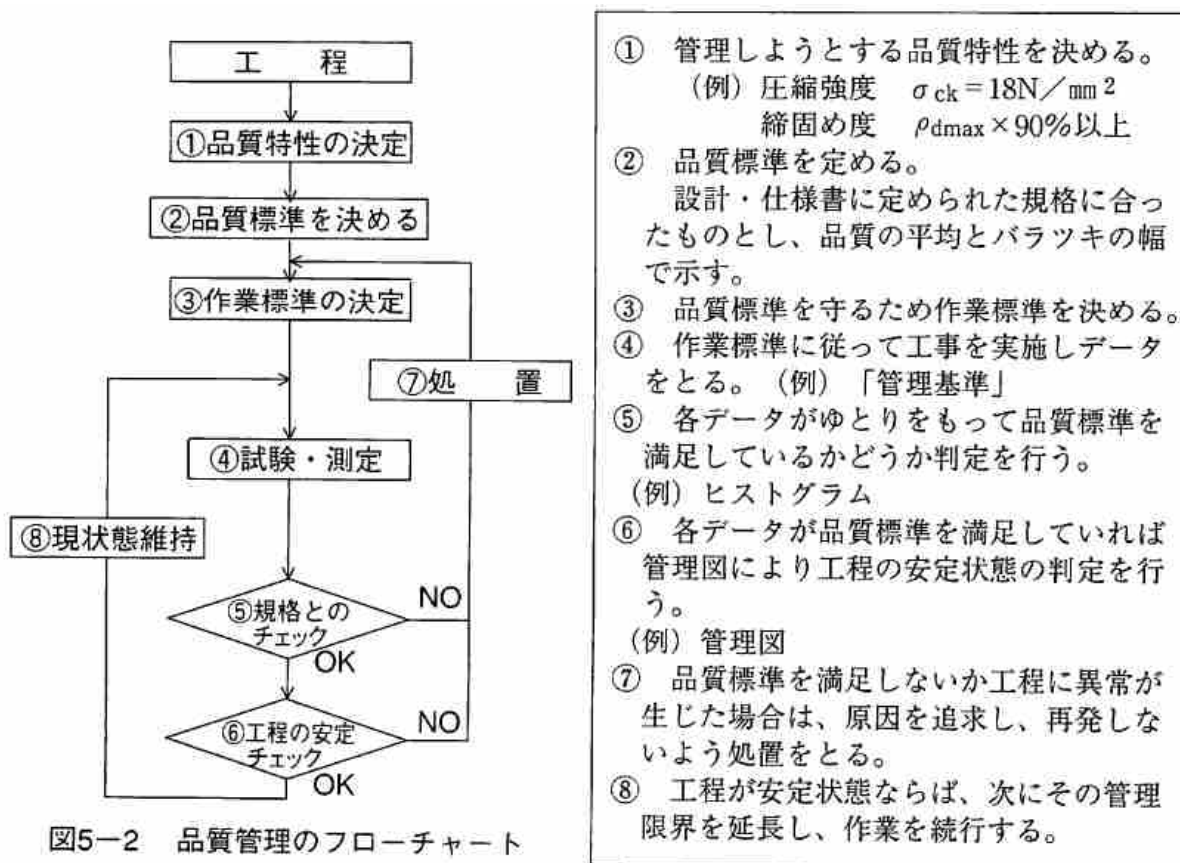 工　　程
①品質特性の決定
②品質標準を決める
③作業標準の決定
⑦処　　置
④試験・測定
⑧現状態維持
⑤規格との
チェック
NO
OK
⑥工程の安定
チェック
NO
OK
図5－2　品質管理のフローチャート
①　管理しようとする品質特性を決める。
（例）圧縮強度　σck＝18N／㎜²
締固め度　ρdmax×90％以上
②　品質標準を定める。
設計・仕様書に定められた規格に合っ
たものとし、品質の平均とバラツキの幅
で示す。
③　品質標準を守るため作業標準を決める。
④　作業標準に従って工事を実施しデータ
をとる。（例）「管理基準」
⑤　各データがゆとりをもって品質標準を
満足しているかどうか判定を行う。
（例）ヒストグラム
⑥　各データが品質標準を満足していれば
管理図により工程の安定状態の判定を行
う。
（例）管理図
⑦　品質標準を満足しないか工程に異常が
生じた場合は、原因を追求し、再発しな
いよう処置をとる。
⑧　工程が安定状態ならば、次にその管理
限界を延長し、作業を続行する。